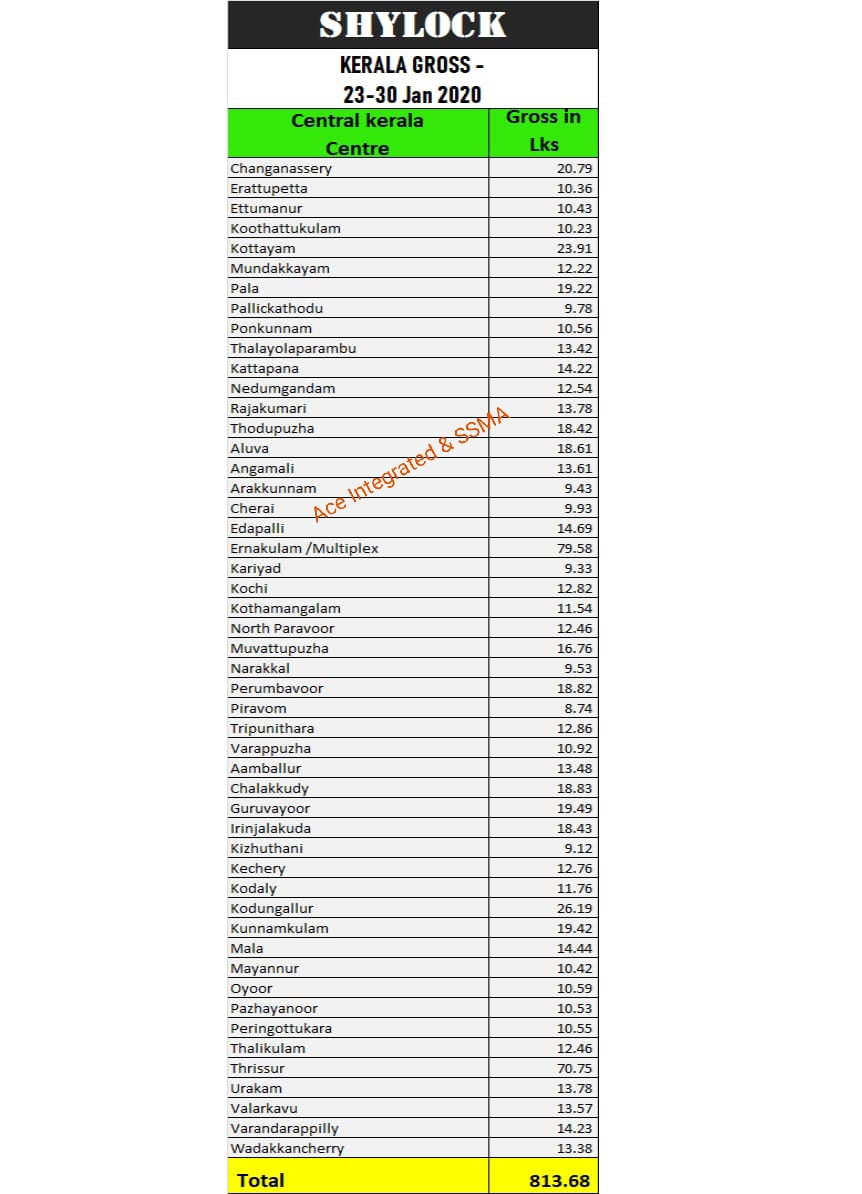 SHYLOCK
KERALA GROSS -
23-30 Jan 2020
Central kerala
Centre
Gross in
Lks
Changanassery 20.79
Erattupetta 10.36
Ettumanur 10.43
Koothattukulam 10.23
Kottayam 23.91
Mundakkayam 12.22
Pala 19.22
Pallickathodu 9.78
Ponkunnam 10.56
Thalayolaparambu 13.42
Kattapana 14.22
Nedumgandam 12.54
Rajakumari 13.78
Thodupuzha 18.42
Aluva 18.61
Angamali 13.61
Arakkunnam 9.43
Cherai 9.93
Edapalli 14.69
Ernakulam /Multiplex 79.58
Kariyad 9.33
Kochi 12.82
Kothamangalam 11.54
North Paravoor 12.46
Muvattupuzha 16.76
Narakkal 9.53
Perumbavoor 18.82
Piravom 8.74
Tripunithara 12.86
Varappuzha 10.92
Aamballur 13.48
Chalakkudy 18.83
Guruvayoor 19.49
Irinjalakuda 18.43
Kizhuthani 9.12
Kechery 12.76
Kodaly 11.76
Kodungallur 26.19
Kunnamkulam 19.42
Mala 14.44
Mayannur 10.42
Oyoor 10.59
Pazhayanoor 10.53
Peringottukara 10.55
Thalikulam 12.46
Thrissur 70.75
Urakam 13.78
Valarkavu 13.57
Varandarappilly 14.23
Wadakkancherry 13.38
Total 813.68
Ace Integrated & SSMA